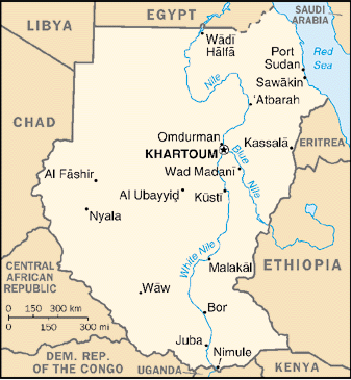 EGYPT
SAUDI
ARABIA
LIBYA
Wādī
Ḥalfā
Port
Sudan
Red
Sea
Nile
Sawākin
'Atbarah
CHAD
Omdurman
KHARTOUM
Kassalā
ERITREA
Blue
Nile
Wad Madanī
Al Fāshir
Al Ubayyiḍ
Kūstī
Nyala
White Nile
ETHIOPIA
CENTRAL
AFRICAN
REPUBLIC
Malakāl
0 150 300 km
0 150 300 mi
Wāw
Bor
Juba
Nimule
DEM. REP.
OF THE CONGO
UGANDA
KENYA